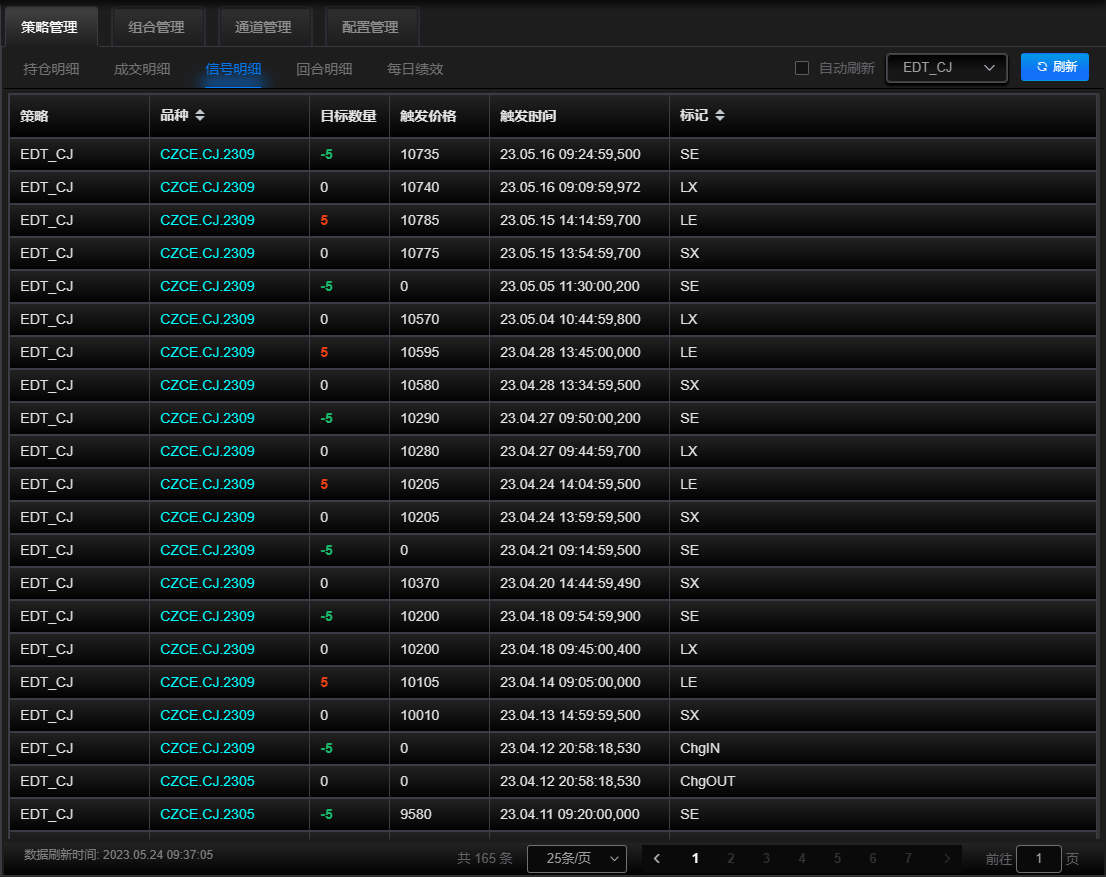 策略管理 组合管理 通道管理 配置管理
持仓明细 成交明细 信号明细 回合明细 每日绩效 自动刷新 EDT_CJ 刷新
策略 品种 目标数量 触发价格 触发时间 标记
EDT_CJ CZCE.CJ.2309 -5 10735 23.05.16 09:24:59,500 SE
EDT_CJ CZCE.CJ.2309 0 10740 23.05.16 09:09:59,972 LX
EDT_CJ CZCE.CJ.2309 5 10785 23.05.15 14:14:59,700 LE
EDT_CJ CZCE.CJ.2309 0 10775 23.05.15 13:54:59,700 SX
EDT_CJ CZCE.CJ.2309 -5 0 23.05.05 11:30:00,200 SE
EDT_CJ CZCE.CJ.2309 0 10570 23.05.04 10:44:59,800 LX
EDT_CJ CZCE.CJ.2309 5 10595 23.04.28 13:45:00,000 LE
EDT_CJ CZCE.CJ.2309 0 10580 23.04.28 13:34:59,500 SX
EDT_CJ CZCE.CJ.2309 -5 10290 23.04.27 09:50:00,200 SE
EDT_CJ CZCE.CJ.2309 0 10280 23.04.27 09:44:59,700 LX
EDT_CJ CZCE.CJ.2309 5 10205 23.04.24 14:04:59,500 LE
EDT_CJ CZCE.CJ.2309 0 10205 23.04.24 13:59:59,500 SX
EDT_CJ CZCE.CJ.2309 -5 0 23.04.21 09:14:59,500 SE
EDT_CJ CZCE.CJ.2309 0 10370 23.04.20 14:44:59,490 SX
EDT_CJ CZCE.CJ.2309 -5 10200 23.04.18 09:54:59,900 SE
EDT_CJ CZCE.CJ.2309 0 10200 23.04.18 09:45:00,400 LX
EDT_CJ CZCE.CJ.2309 5 10105 23.04.14 09:05:00,000 LE
EDT_CJ CZCE.CJ.2309 0 10010 23.04.13 14:59:59,500 SX
EDT_CJ CZCE.CJ.2309 -5 0 23.04.12 20:58:18,530 ChgIN
EDT_CJ CZCE.CJ.2305 0 0 23.04.12 20:58:18,530 ChgOUT
EDT_CJ CZCE.CJ.2305 -5 9580 23.04.11 09:20:00,000 SE
数据刷新时间: 2023.05.24 09:37:05 共 165 条 25条/页 1 2 3 4 5 6 7 前往 1 页